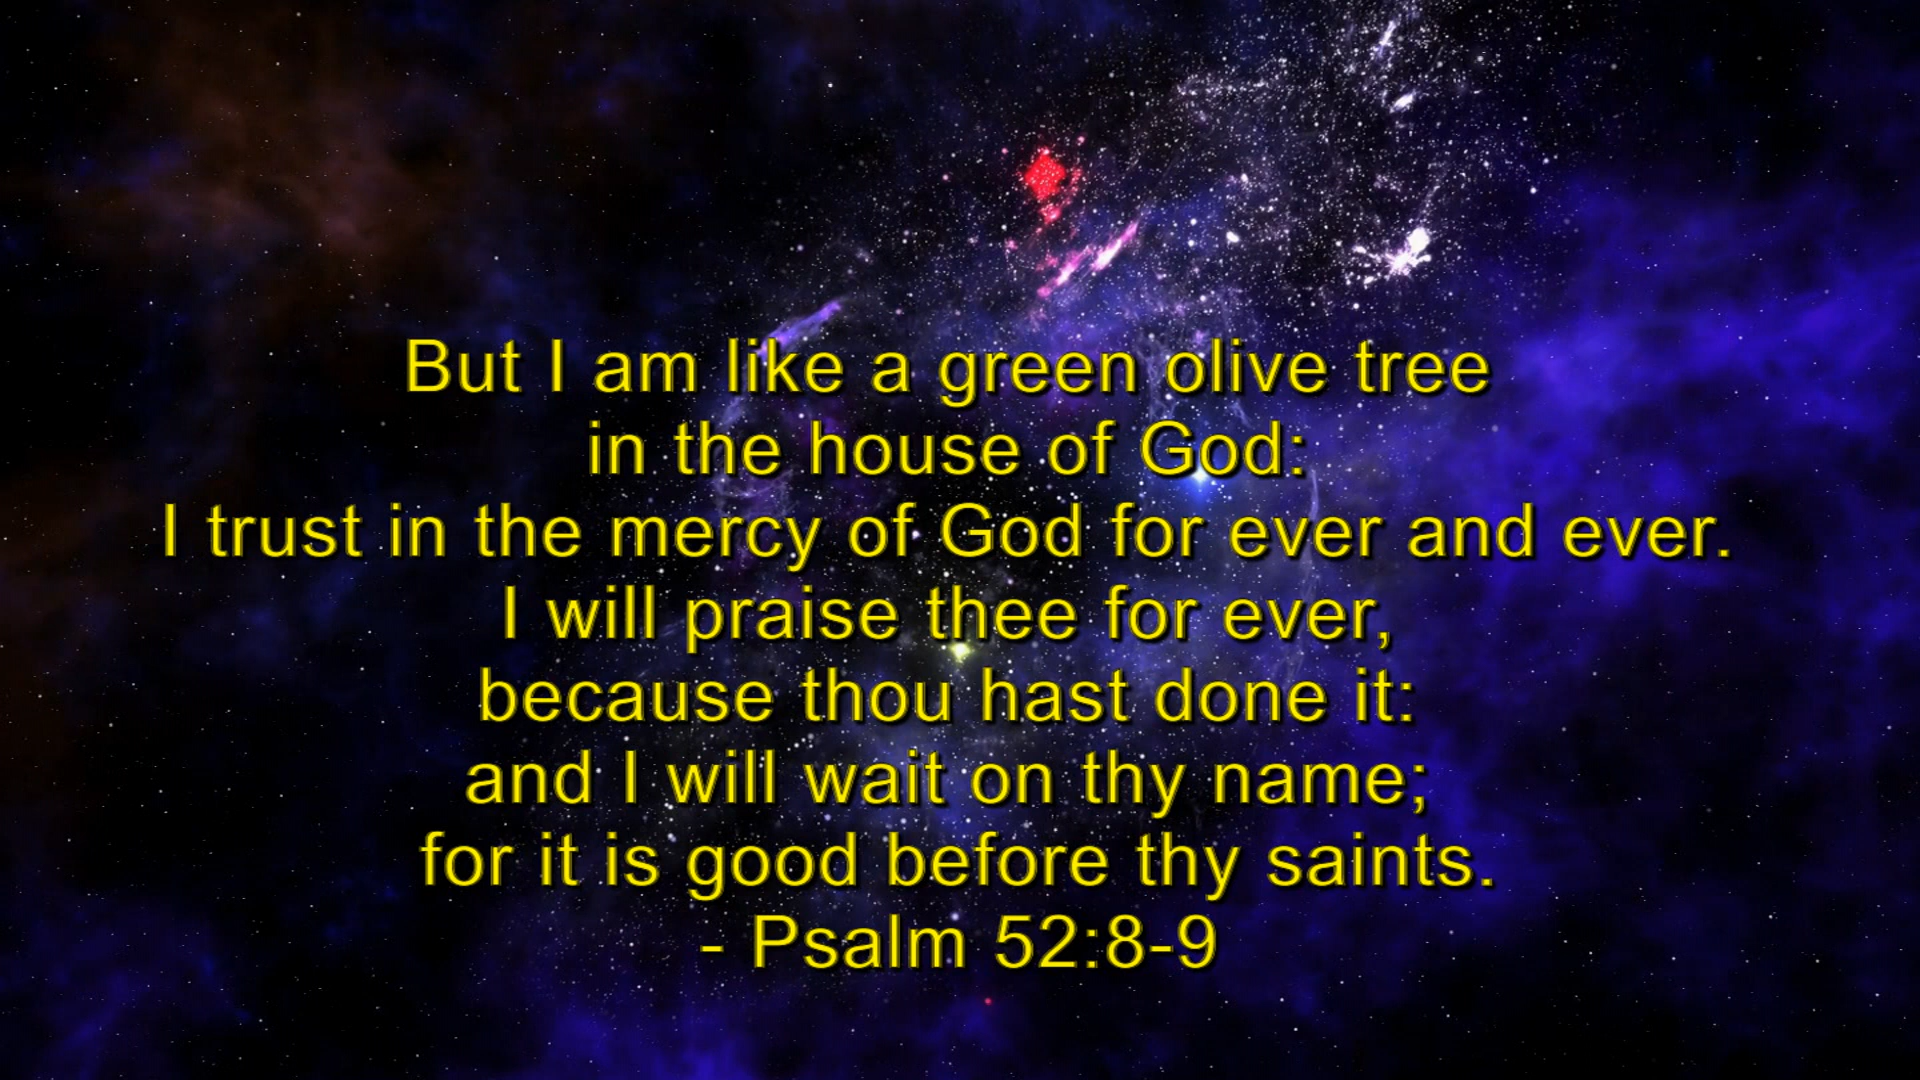 But I am like a green olive tree
in the house of God:
I trust in the mercy of God for ever and ever.
I will praise thee for ever,
because thou hast done it:
and I will wait on thy name;
for it is good before thy saints.
- Psalm 52:8-9